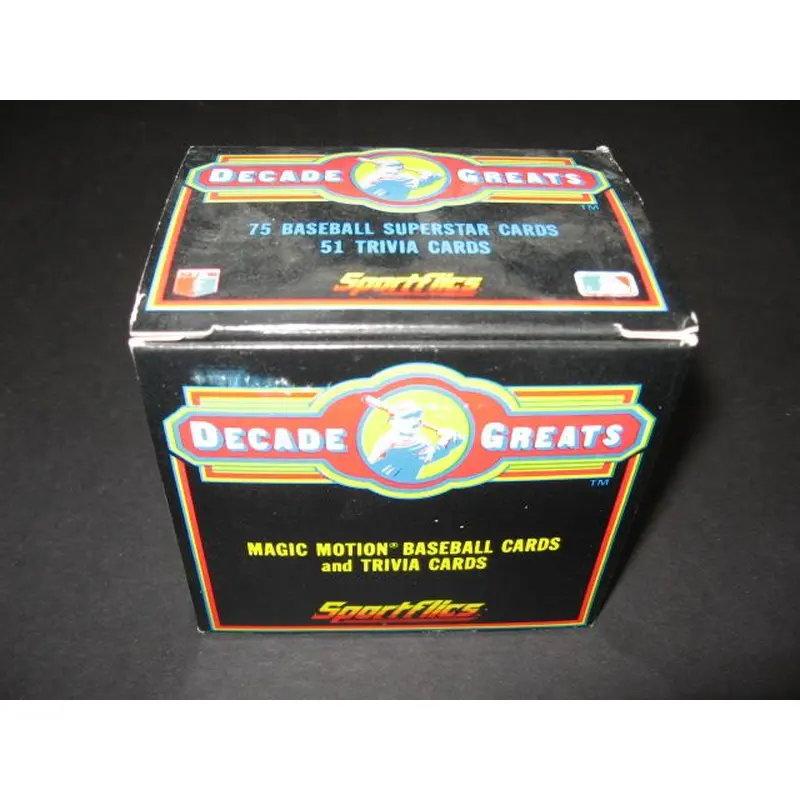 DECADE GREATS
TM
75 BASEBALL SUPERSTAR CARDS
51 TRIVIA CARDS
Sportflics
DECADE GREATS
TM
MAGIC MOTION® BASEBALL CARDS
and TRIVIA CARDS
Sportflics